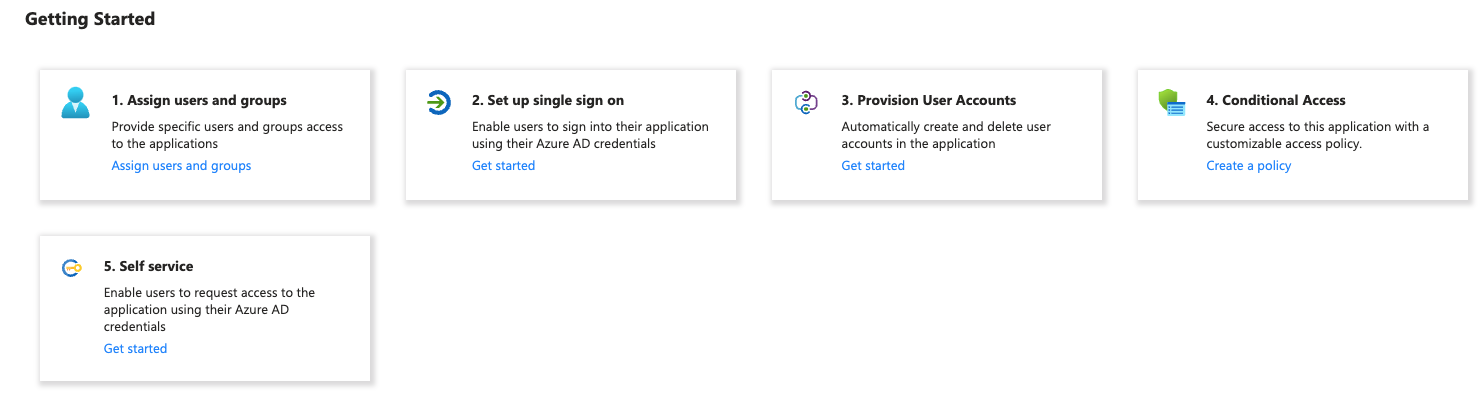 Getting Started
1. Assign users and groups
Provide specific users and groups access
to the applications
Assign users and groups
2. Set up single sign on
Enable users to sign into their application
using their Azure AD credentials
Get started
3. Provision User Accounts
Automatically create and delete user
accounts in the application
Get started
4. Conditional Access
Secure access to this application with a
customizable access policy.
Create a policy
5. Self service
Enable users to request access to the
application using their Azure AD
credentials
Get started